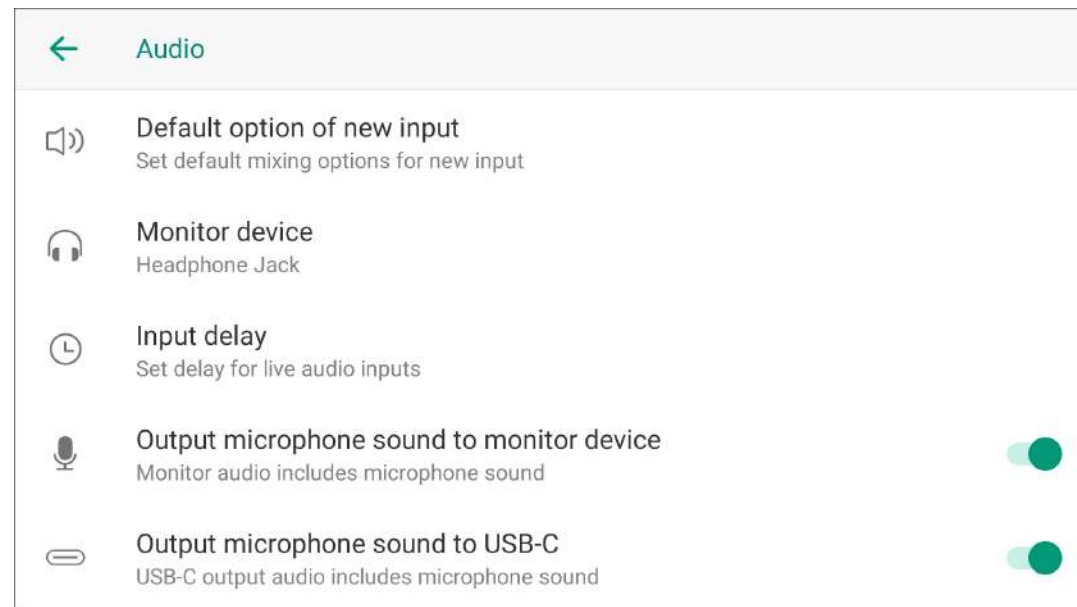 Audio
Default option of new input
Set default mixing options for new input
Monitor device
Headphone Jack
Input delay
Set delay for live audio inputs
Output microphone sound to monitor device
Monitor audio includes microphone sound
Output microphone sound to USB-C
USB-C output audio includes microphone sound